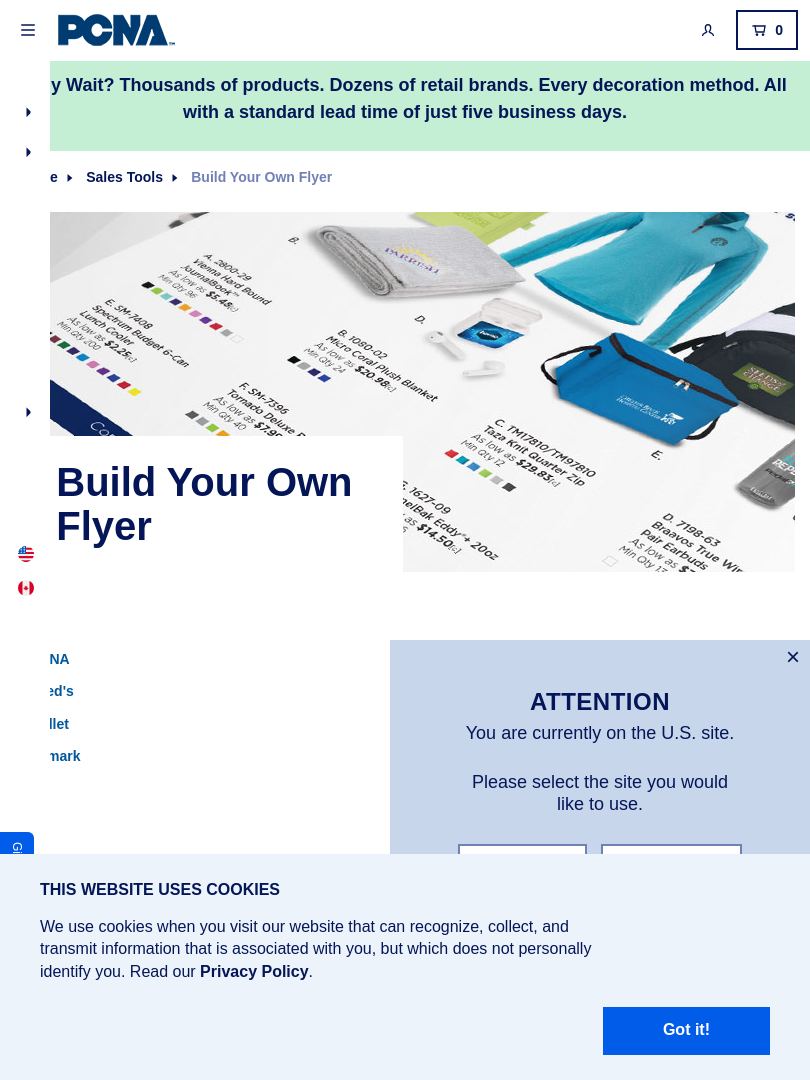 PCNA
0
y Wait? Thousands of products. Dozens of retail brands. Every decoration method. All
with a standard lead time of just five business days.
e Sales Tools Build Your Own Flyer
A. 2800-29
Vienna Hand Bound
JournalBook™
As low as $5.48[c]
Min Qty 96
B.
PARREST
D.
E. SM-7408
Spectrum Budget 6-Can
Lunch Cooler
As low as $2.25[c]
Min Qty 200
B. 1080-02
Micro Coral Plush Blanket
As low as $20.98[c]
Min Qty 24
F. SM-7396
Tornado Deluxe
As low as $7.95
Min Qty 40
C. TM17810/TM97810
Taza Knit Quarter Zip
As low as $29.83[c]
Min Qty 12
E.
1627-09
elBak Eddy®+ 20oz
$14.50[c]
D. 7198-63
Braavos True
Pair Earbuds
As low as
Build Your Own
Flyer
NA
ed's
llet
mark
×
ATTENTION
You are currently on the U.S. site.
Please select the site you would
like to use.
Gi
THIS WEBSITE USES COOKIES
We use cookies when you visit our website that can recognize, collect, and
transmit information that is associated with you, but which does not personally
identify you. Read our Privacy Policy.
Got it!